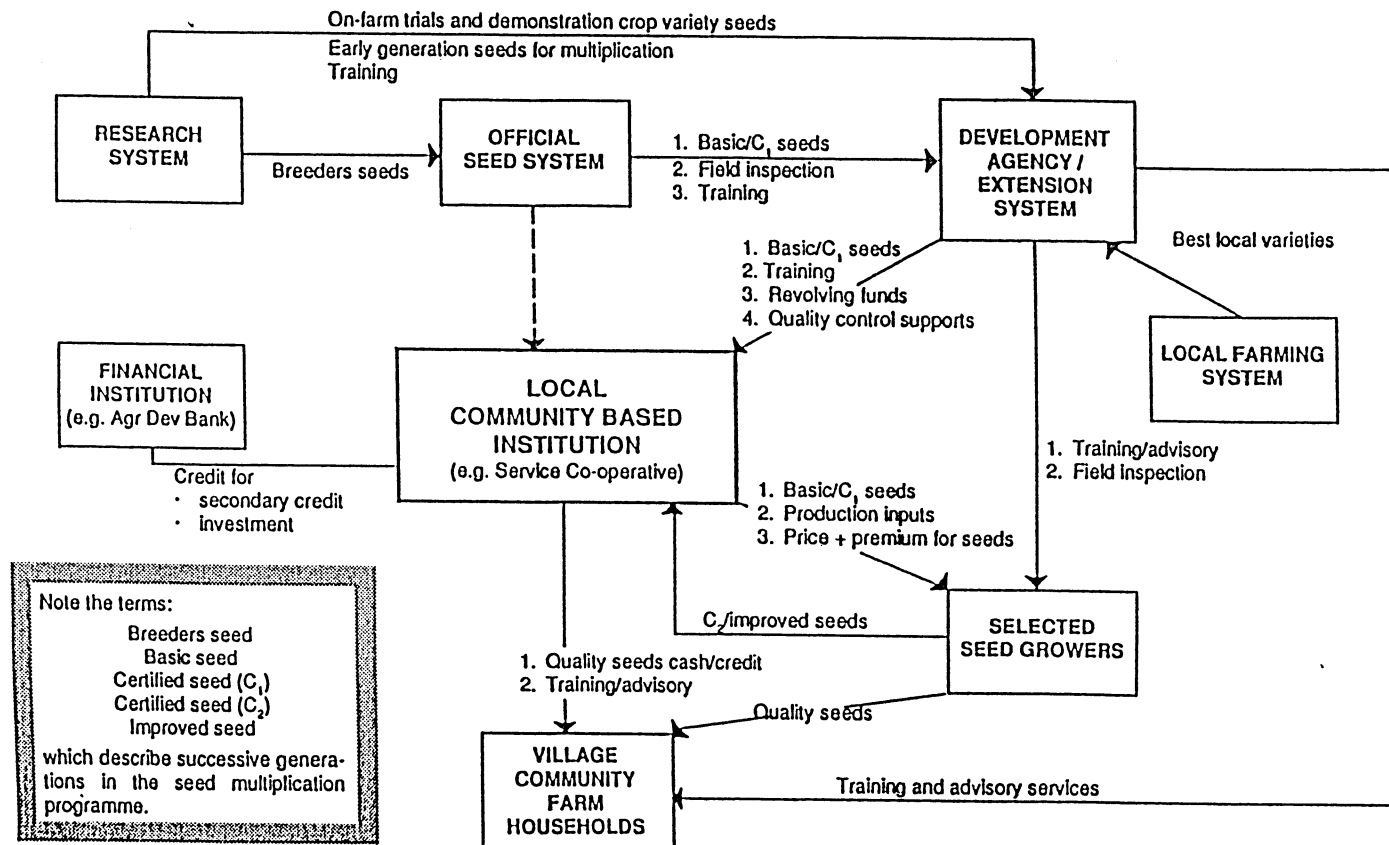 On-farm trials and demonstration crop variety seeds
Early generation seeds for multiplication
Training
RESEARCH
SYSTEM
Breeders seeds
OFFICIAL
SEED SYSTEM
1. Basic/C₁ seeds
2. Field inspection
3. Training
DEVELOPMENT
AGENCY /
EXTENSION
SYSTEM
Best local varieties
1. Basic/C₁ seeds
2. Training
3. Revolving funds
4. Quality control supports
LOCAL FARMING
SYSTEM
FINANCIAL
INSTITUTION
(e.g. Agr Dev Bank)
LOCAL
COMMUNITY BASED
INSTITUTION
(e.g. Service Co-operative)
1. Training/advisory
2. Field inspection
Credit for
· secondary credit
· investment
1. Basic/C₁ seeds
2. Production inputs
3. Price + premium for seeds
C₂/improved seeds
SELECTED
SEED GROWERS
Note the terms:
Breeders seed
Basic seed
Certified seed (C₁)
Certified seed (C₂)
Improved seed
which describe successive genera-
tions in the seed multiplication
programme.
1. Quality seeds cash/credit
2. Training/advisory
Quality seeds
VILLAGE
COMMUNITY
FARM
HOUSEHOLDS
Training and advisory services